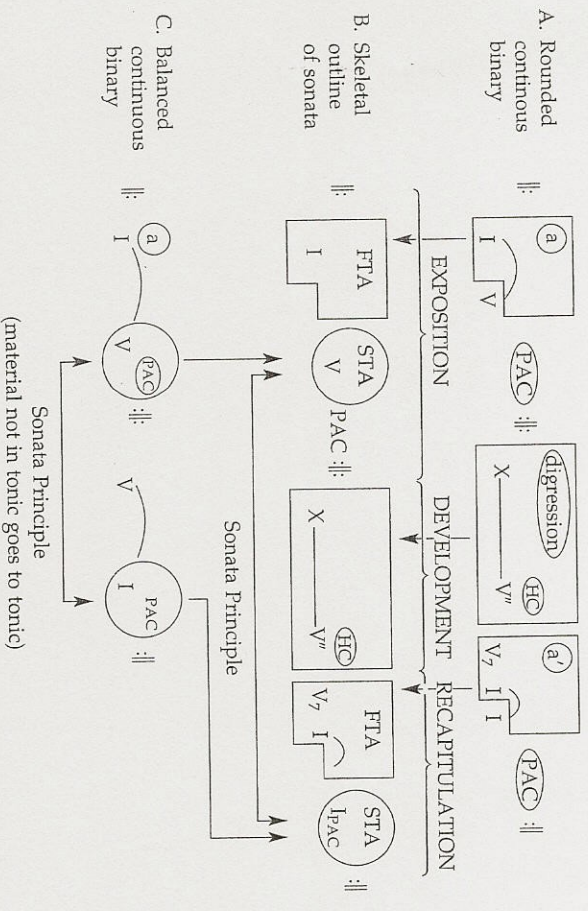 A. Rounded
continous
binary
a
I V
PAC
digression
HC
X V"
a'
V7 I I
PAC
EXPOSITION
DEVELOPMENT
RECAPITULATION
B. Skeletal
outline
of sonata
FTA
I
STA
V
PAC
HC
X V"
FTA
V7 I
STA
IPAC
Sonata Principle
C. Balanced
continuous
binary
a
I
PAC
V
V
PAC
I
Sonata Principle
(material not in tonic goes to tonic)